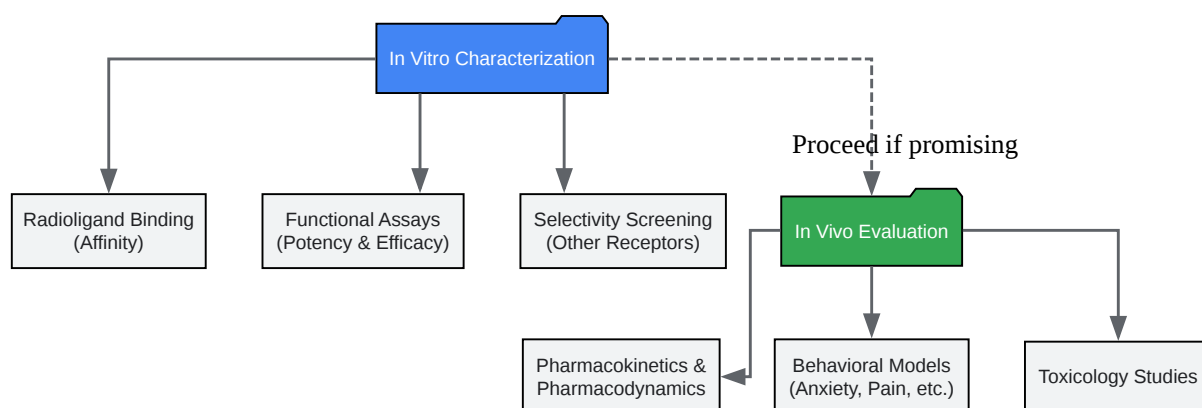 In Vitro Characterization
Proceed if promising
Radioligand Binding
(Affinity)
Functional Assays
(Potency & Efficacy)
Selectivity Screening
(Other Receptors)
In Vivo Evaluation
Pharmacokinetics &
Pharmacodynamics
Behavioral Models
(Anxiety, Pain, etc.)
Toxicology Studies